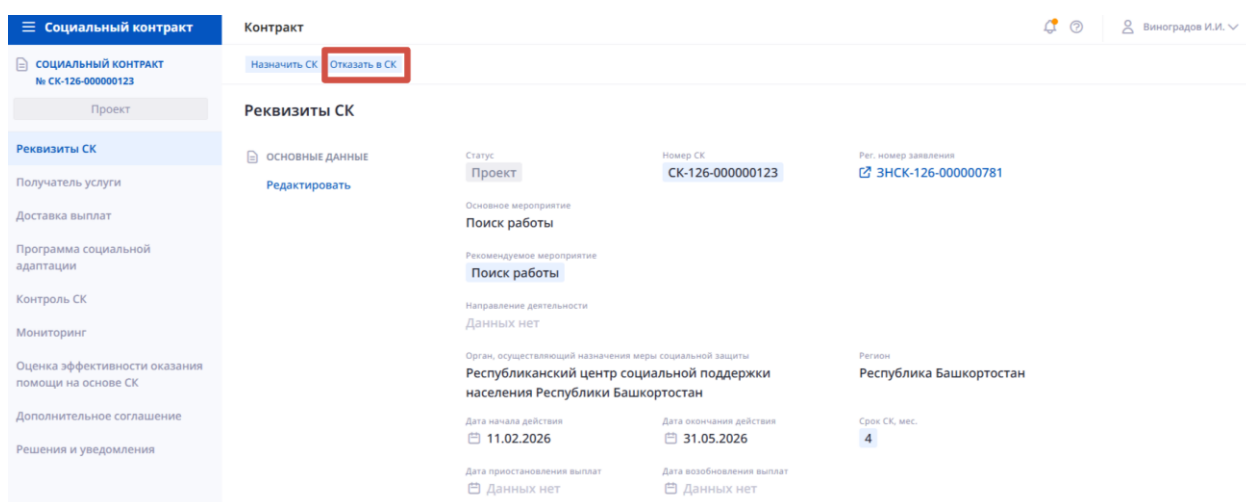 Социальный контракт
Контракт
Виноградов И.И.
СОЦИАЛЬНЫЙ КОНТРАКТ
№ СК-126-000000123
Проект
Назначить СК
Отказать в СК
Реквизиты СК
Получатель услуги
Доставка выплат
Программа социальной
адаптации
Контроль СК
Мониторинг
Оценка эффективности оказания
помощи на основе СК
Дополнительное соглашение
Решения и уведомления
Реквизиты СК
ОСНОВНЫЕ ДАННЫЕ
Редактировать
Статус
Проект
Номер СК
СК-126-000000123
Рег. номер заявления
ЗНСК-126-000000781
Основное мероприятие
Поиск работы
Рекомендуемое мероприятие
Поиск работы
Направление деятельности
Данных нет
Орган, осуществляющий назначения меры социальной защиты
Республиканский центр социальной поддержки
населения Республики Башкортостан
Регион
Республика Башкортостан
Дата начала действия
11.02.2026
Дата окончания действия
31.05.2026
Срок СК, мес.
4
Дата приостановления выплат
Данных нет
Дата возобновления выплат
Данных нет